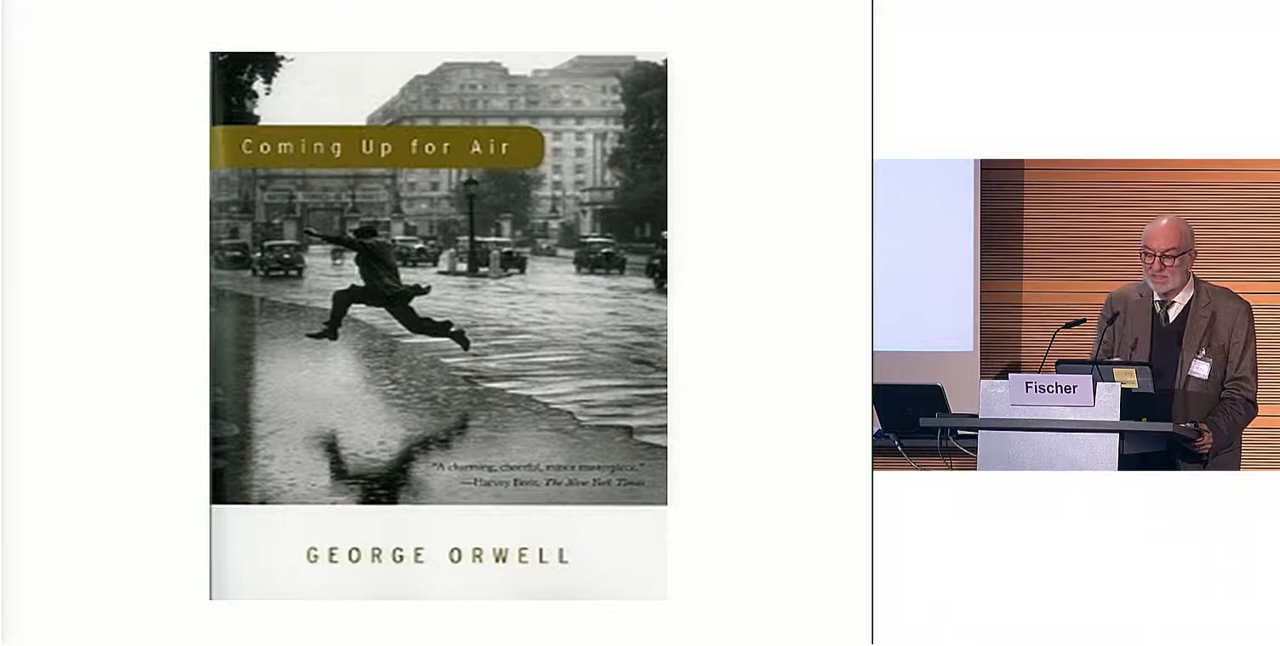 Coming Up for Air
"A charming, cheerful, minor masterpiece."
—Harvey Breit, The New York Times
GEORGE ORWELL
Fischer